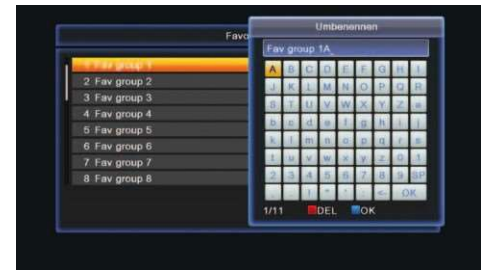 Favo
Umbenennen
Fav group 1A_
1 Fav group 1
2 Fav group 2
3 Fav group 3
4 Fav group 4
5 Fav group 5
6 Fav group 6
7 Fav group 7
8 Fav group 8
A B C D E F G H I
J K L M N O P Q R
S T U V W X Y Z a
b c d e f g h i j
k l m n o p q r s
t u v w x y z 0 1
2 3 4 5 6 7 8 9 SP
<- OK
1/11 DEL OK